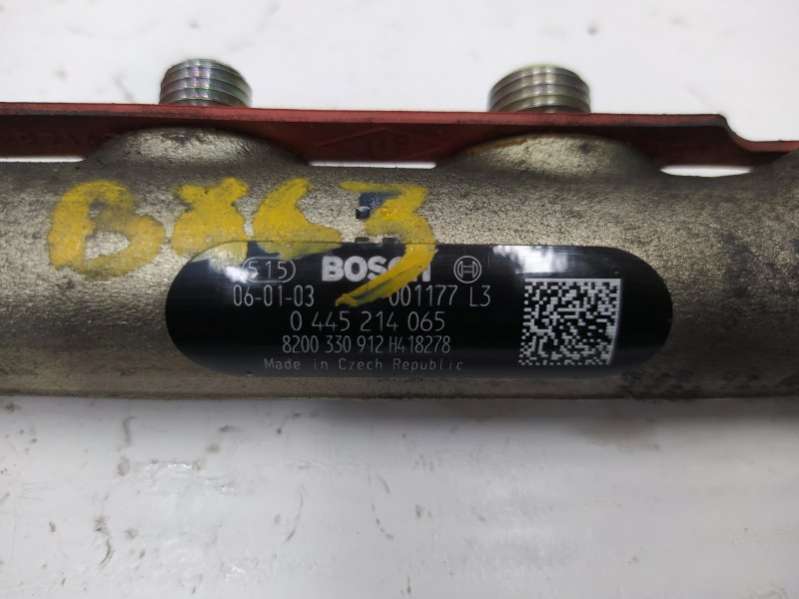 B863
(515) BOSCH
06-01-03 001177 L3
0 445 214 065
8200 330 912 H418278
Made in Czech Republic